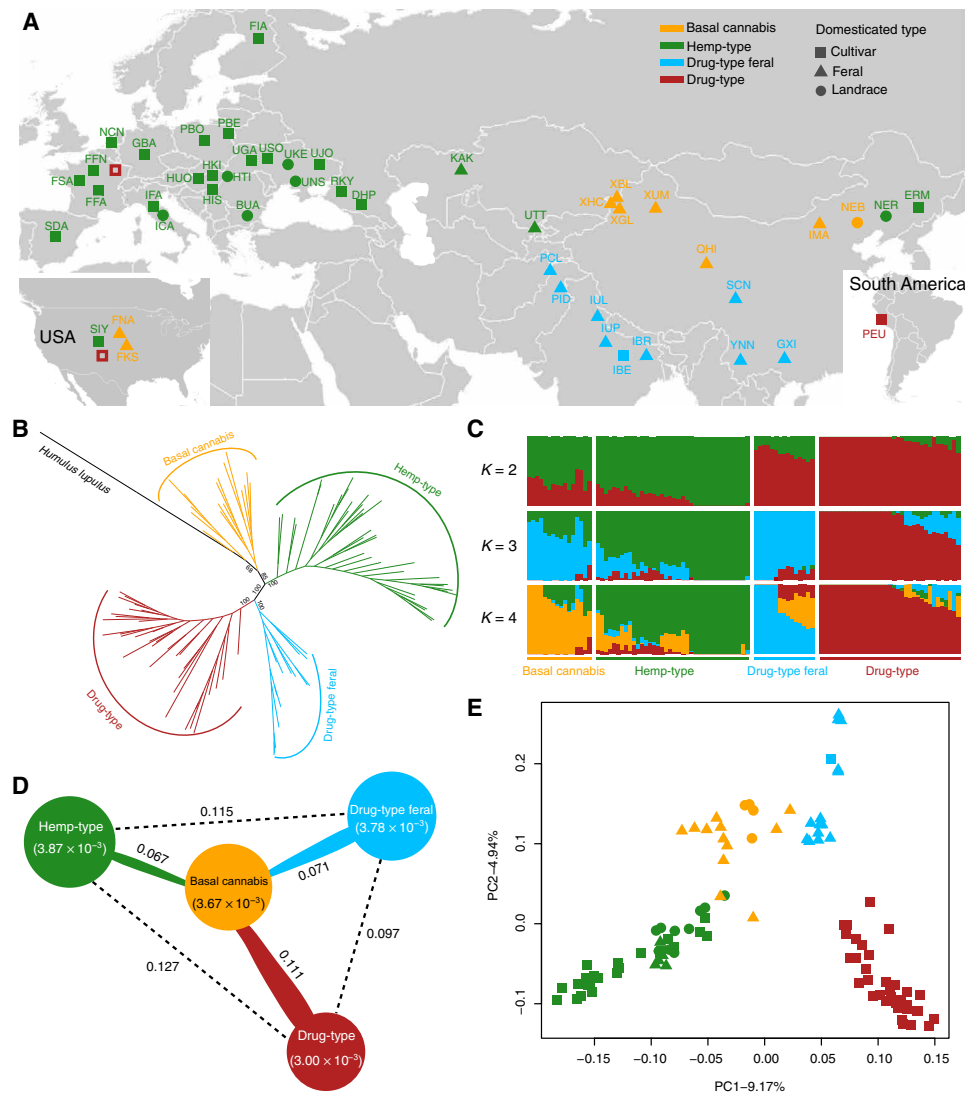 A
FIA
Basal cannabis
Hemp-type
Drug-type feral
Drug-type
Domesticated type
Cultivar
Feral
Landrace
NCN
PBO
PBE
GBA
UGA
USO
UKE
UJO
FFN
FSA
FFA
HKI
HUO
HTI
HIS
UNS
RKY
DHP
IFA
ICA
BUA
SDA
KAK
UTT
XBL
XHC
XGL
XUM
QHI
IMA
NEB
NER
ERM
PCL
PID
IUL
IUP
IBE
IBR
SCN
YNN
GXI
USA
FNA
SIY
FKS
South America
PEU
B
Humulus lupulus
Basal cannabis
Hemp-type
Drug-type
Drug-type feral
68
85
100
100
100
100
C
K = 2
K = 3
K = 4
Basal cannabis
Hemp-type
Drug-type feral
Drug-type
D
Hemp-type
(3.87 × 10−3)
Drug-type feral
(3.78 × 10−3)
Basal cannabis
(3.67 × 10−3)
Drug-type
(3.00 × 10−3)
0.115
0.067
0.071
0.097
0.111
0.127
E
PC2−4.94%
0.2
0.1
0.0
−0.1
−0.15
−0.10
−0.05
0.00
0.05
0.10
0.15
PC1−9.17%